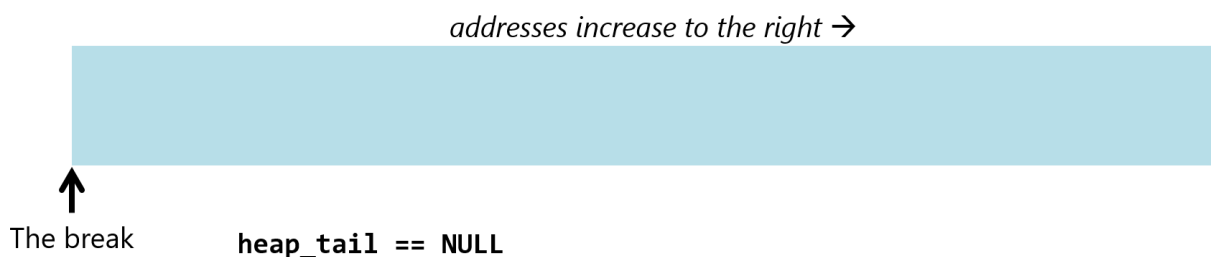 addresses increase to the right →
The break
heap_tail == NULL